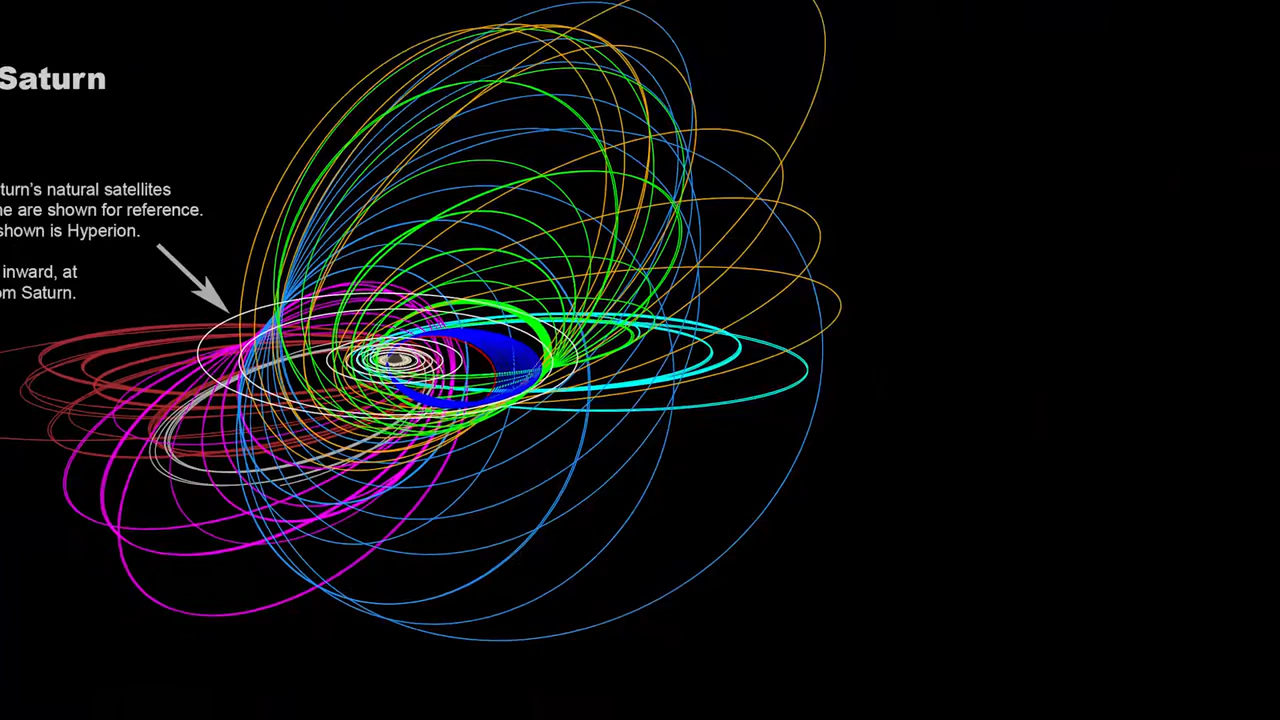 Saturn
turn’s natural satellites
ne are shown for reference.
shown is Hyperion.
inward, at
om Saturn.